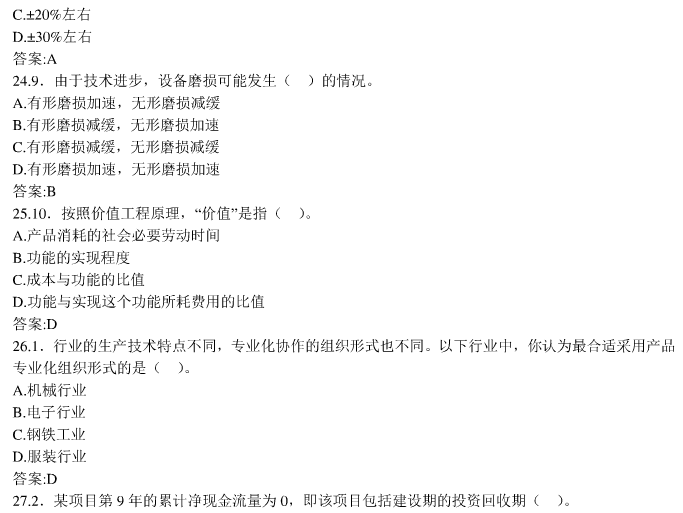 C.±20%左右
D.±30%左右
答案:A
24.9．由于技术进步，设备磨损可能发生（ ）的情况。
A.有形磨损加速，无形磨损减缓
B.有形磨损减缓，无形磨损加速
C.有形磨损减缓，无形磨损减缓
D.有形磨损加速，无形磨损加速
答案:B
25.10．按照价值工程原理，“价值”是指（ ）。
A.产品消耗的社会必要劳动时间
B.功能的实现程度
C.成本与功能的比值
D.功能与实现这个功能所耗费用的比值
答案:D
26.1．行业的生产技术特点不同，专业化协作的组织形式也不同。以下行业中，你认为最合适采用产品
专业化组织形式的是（ ）。
A.机械行业
B.电子行业
C.钢铁工业
D.服装行业
答案:D
27.2．某项目第 9 年的累计净现金流量为 0，即该项目包括建设期的投资回收期（ ）。